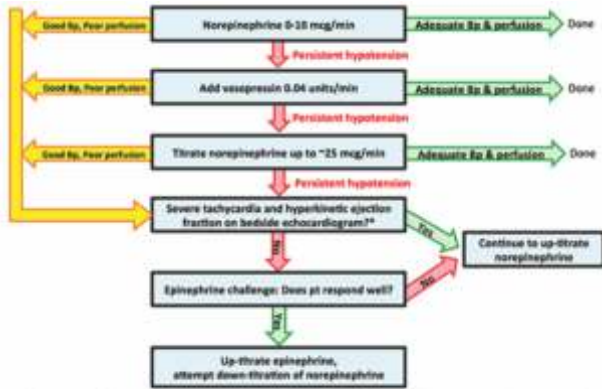 Norepinephrine 0-10 mcg/min
Good Bp, Poor perfusion
Adequate Bp & perfusion
Done
Persistent hypotension
Add vasopressin 0.04 units/min
Good Bp, Poor perfusion
Adequate Bp & perfusion
Done
Persistent hypotension
Titrate norepinephrine up to ~25 mcg/min
Good Bp, Poor perfusion
Adequate Bp & perfusion
Done
Persistent hypotension
Severe tachycardia and hyperkinetic ejection
fraction on bedside echocardiogram?*
Yes
Continue to up-titrate
norepinephrine
No
Epinephrine challenge: Does pt respond well?
No
Yes
Up-titrate epinephrine,
attempt down-titration of norepinephrine